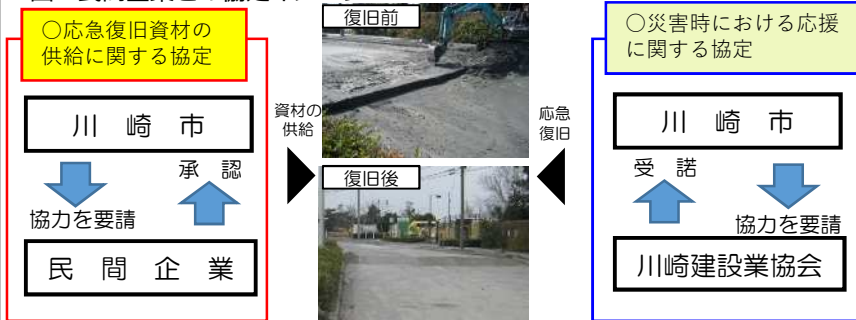 ○応急復旧資材の
供給に関する協定
川崎市
協力を要請
承認
民間企業
資材の
供給
復旧前
復旧後
応急
復旧
○災害時における応援
に関する協定
川崎市
受諾
協力を要請
川崎建設業協会